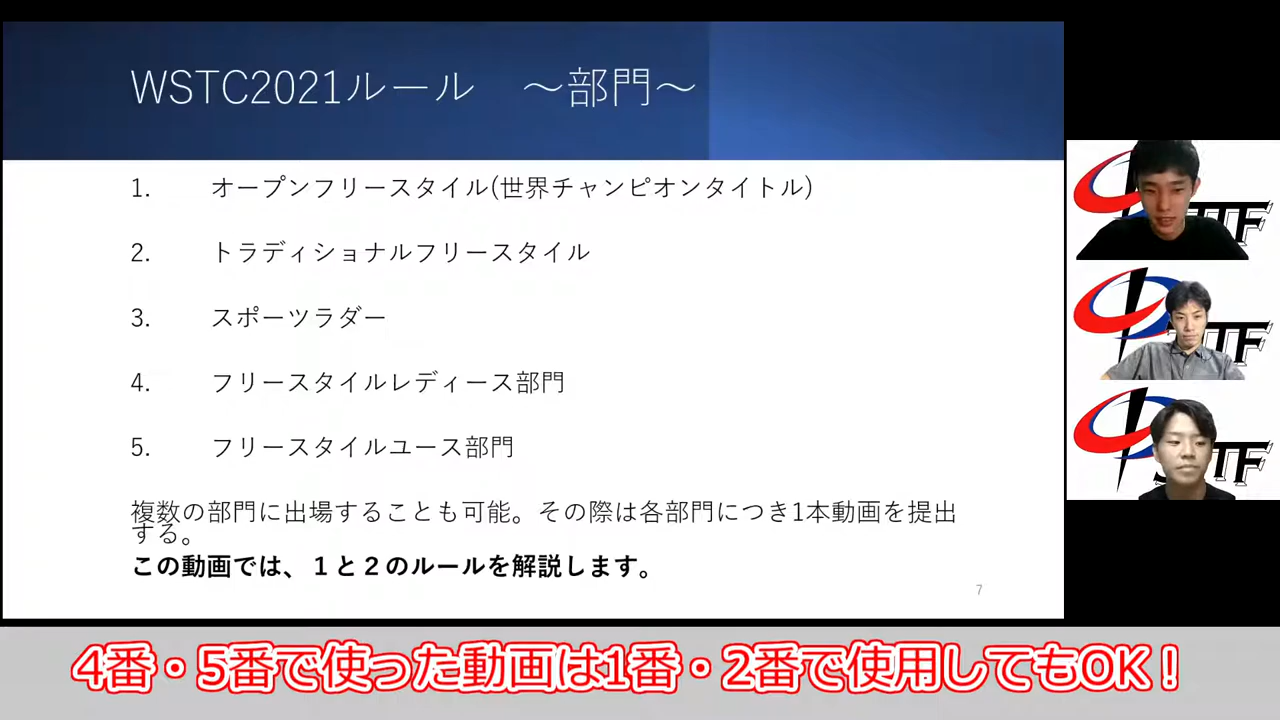 WSTC2021ルール　～部門～
1. オープンフリースタイル(世界チャンピオンタイトル)
2. トラディショナルフリースタイル
3. スポーツラダー
4. フリースタイルレディース部門
5. フリースタイルユース部門
複数の部門に出場することも可能。その際は各部門につき1本動画を提出
する。
この動画では、１と２のルールを解説します。
7
4番・5番で使った動画は1番・2番で使用してもOK！